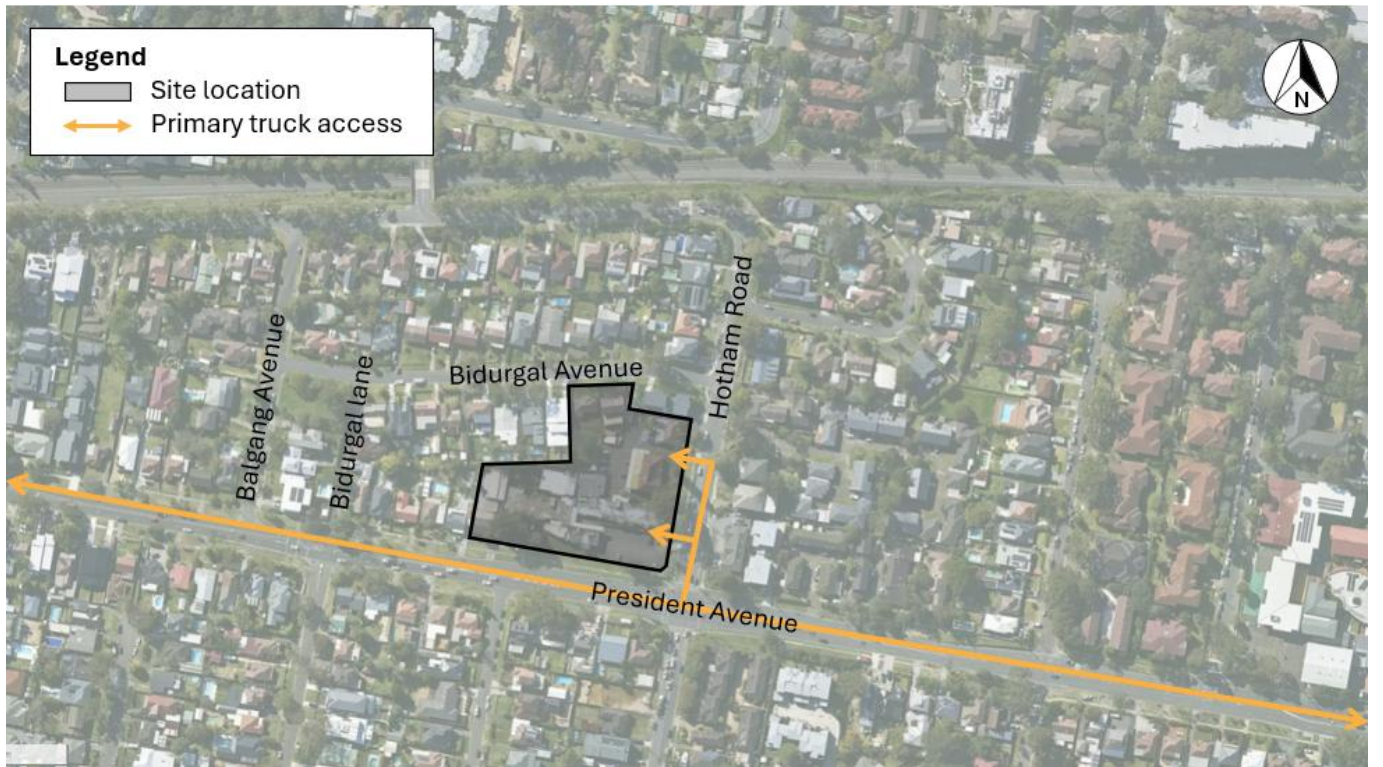 Legend
Site location
Primary truck access
N
Hotham Road
Balgang Avenue
Bidurgal lane
Bidurgal Avenue
President Avenue